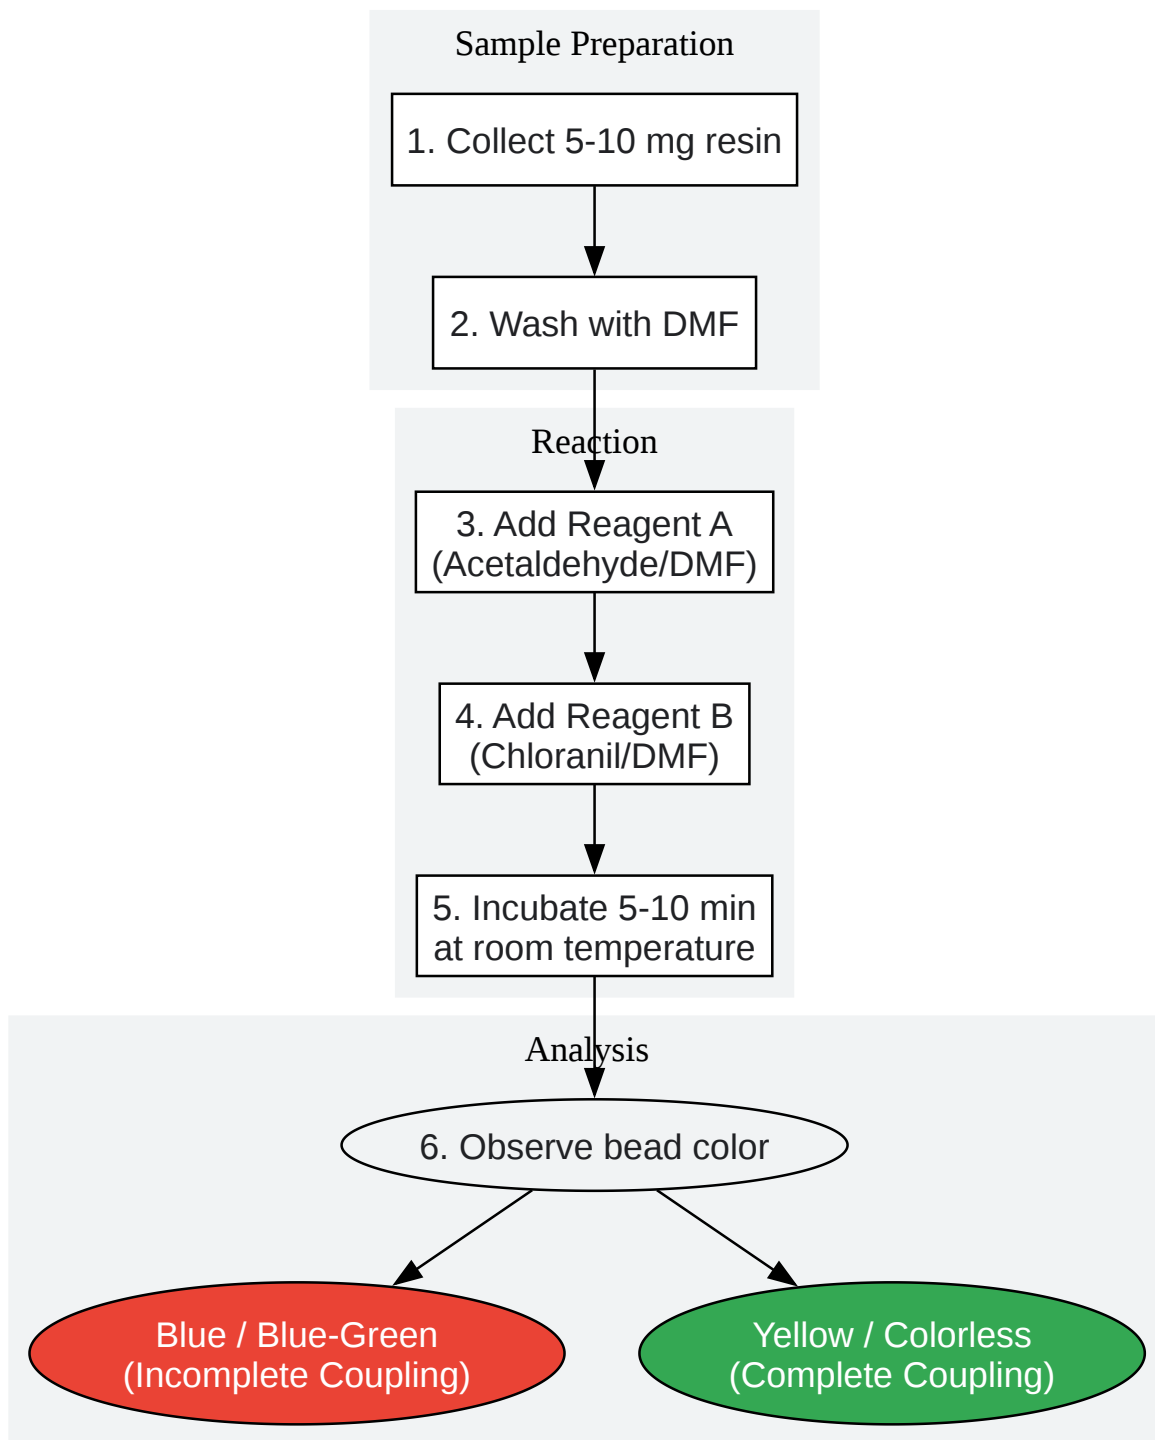 Sample Preparation
1. Collect 5-10 mg resin
2. Wash with DMF
Reaction
3. Add Reagent A
(Acetaldehyde/DMF)
4. Add Reagent B
(Chloranil/DMF)
5. Incubate 5-10 min
at room temperature
Analysis
6. Observe bead color
Blue / Blue-Green
(Incomplete Coupling)
Yellow / Colorless
(Complete Coupling)